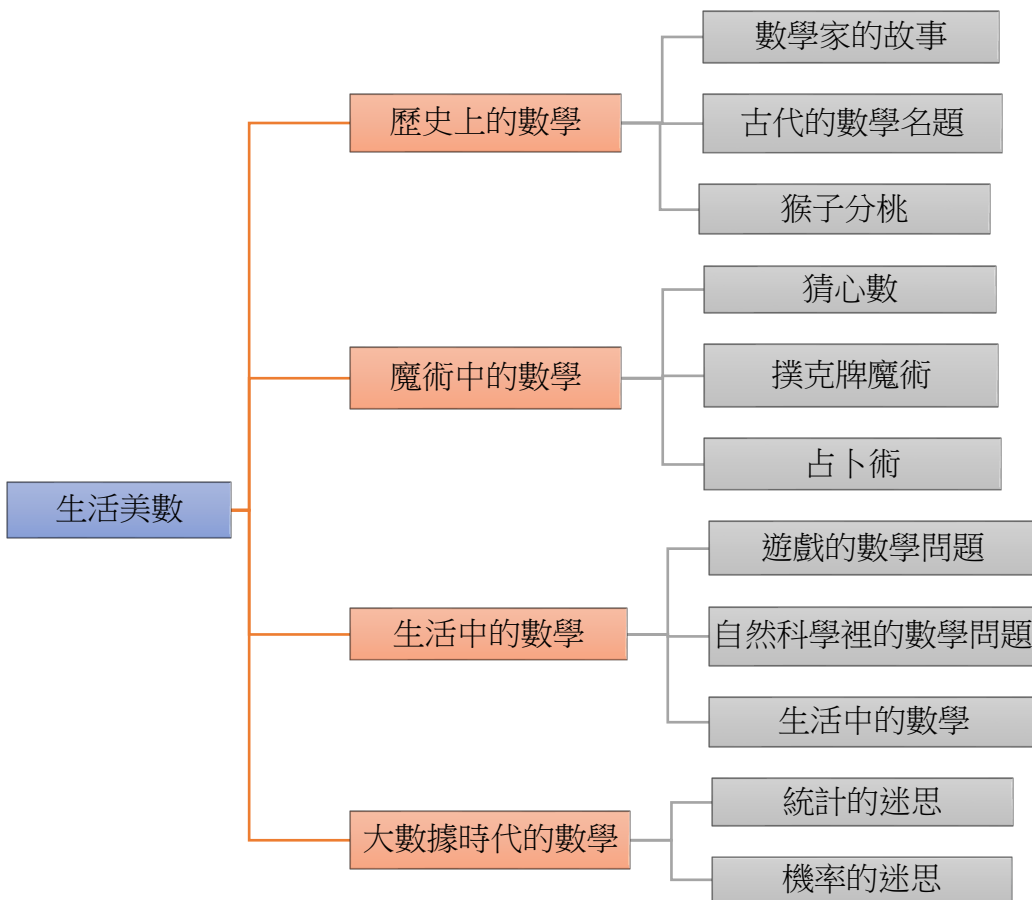 生活美數
歷史上的數學
數學家的故事
古代的數學名題
猴子分桃
魔術中的數學
猜心數
撲克牌魔術
占卜術
生活中的數學
遊戲的數學問題
自然科學裡的數學問題
生活中的數學
大數據時代的數學
統計的迷思
機率的迷思